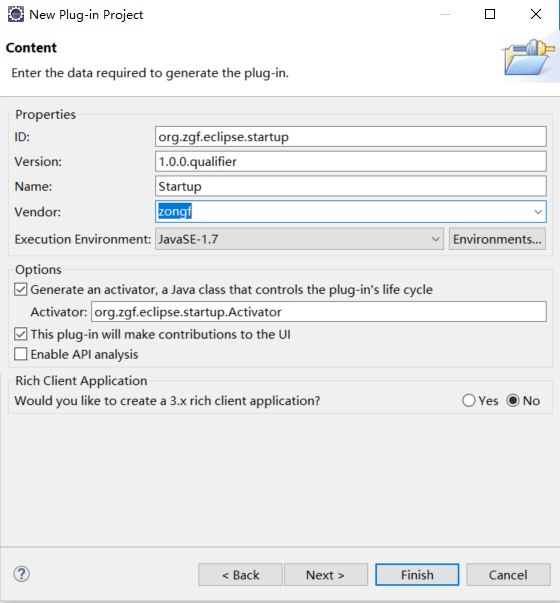 New Plug-in Project
Content
Enter the data required to generate the plug-in.
Properties
ID: org.zgf.eclipse.startup
Version: 1.0.0.qualifier
Name: Startup
Vendor: zongf
Execution Environment: JavaSE-1.7 Environments...
Options
Generate an activator, a Java class that controls the plug-in's life cycle
Activator: org.zgf.eclipse.startup.Activator
This plug-in will make contributions to the UI
Enable API analysis
Rich Client Application
Would you like to create a 3.x rich client application? Yes No
? < Back Next > Finish Cancel